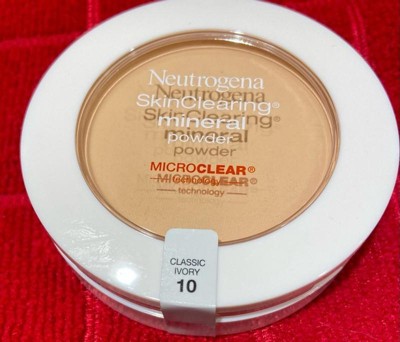 Neutrogena
SkinClearing®
mineral
powder
MICROCLEAR®
technology
CLASSIC
IVORY
10